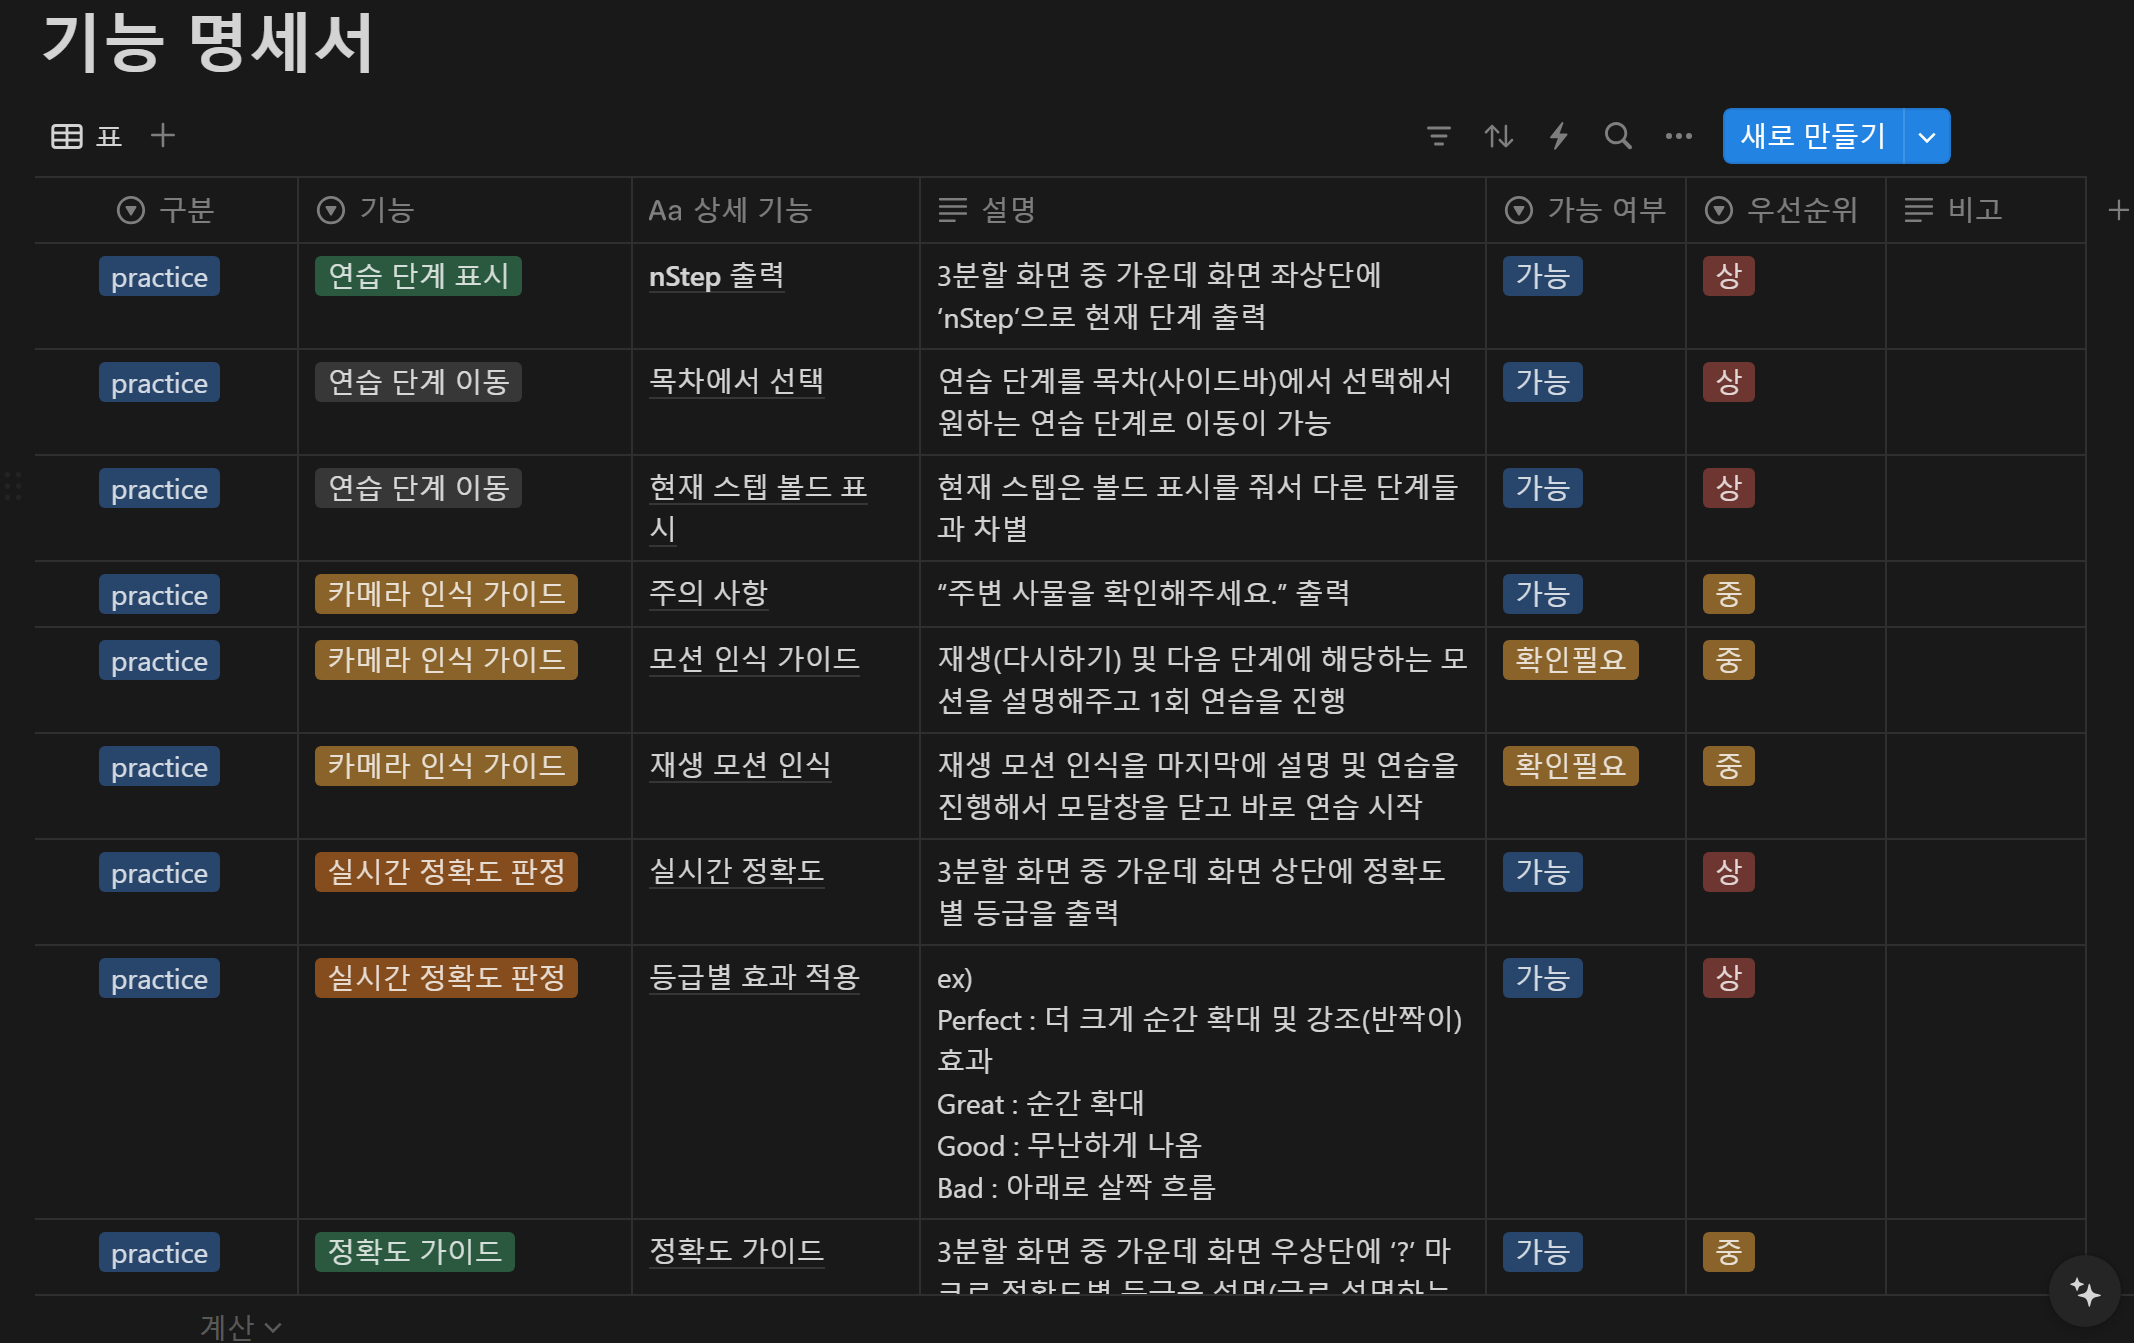 기능 명세서
표
새로 만들기
구분 기능 Aa 상세 기능 설명 가능 여부 우선순위 비고
practice 연습 단계 표시 nStep 출력 3분할 화면 중 가운데 화면 좌상단에 가능 상
‘nStep’으로 현재 단계 출력
practice 연습 단계 이동 목차에서 선택 연습 단계를 목차(사이드바)에서 선택해서 가능 상
원하는 연습 단계로 이동이 가능
practice 연습 단계 이동 현재 스텝 볼드 표 현재 스텝은 볼드 표시를 줘서 다른 단계들 가능 상
시 과 차별
practice 카메라 인식 가이드 주의 사항 “주변 사물을 확인해주세요.” 출력 가능 중
practice 카메라 인식 가이드 모션 인식 가이드 재생(다시하기) 및 다음 단계에 해당하는 모 확인필요 중
션을 설명해주고 1회 연습을 진행
practice 카메라 인식 가이드 재생 모션 인식 재생 모션 인식을 마지막에 설명 및 연습을 확인필요 중
진행해서 모달창을 닫고 바로 연습 시작
practice 실시간 정확도 판정 실시간 정확도 3분할 화면 중 가운데 화면 상단에 정확도 가능 상
별 등급을 출력
practice 실시간 정확도 판정 등급별 효과 적용 ex) 가능 상
Perfect : 더 크게 순간 확대 및 강조(반짝이)
효과
Great : 순간 확대
Good : 무난하게 나옴
Bad : 아래로 살짝 흐름
practice 정확도 가이드 정확도 가이드 3분할 화면 중 가운데 화면 우상단에 ‘?’ 마 가능 중
크로 정확도별 등급을 설명(글로 설명하는
계산